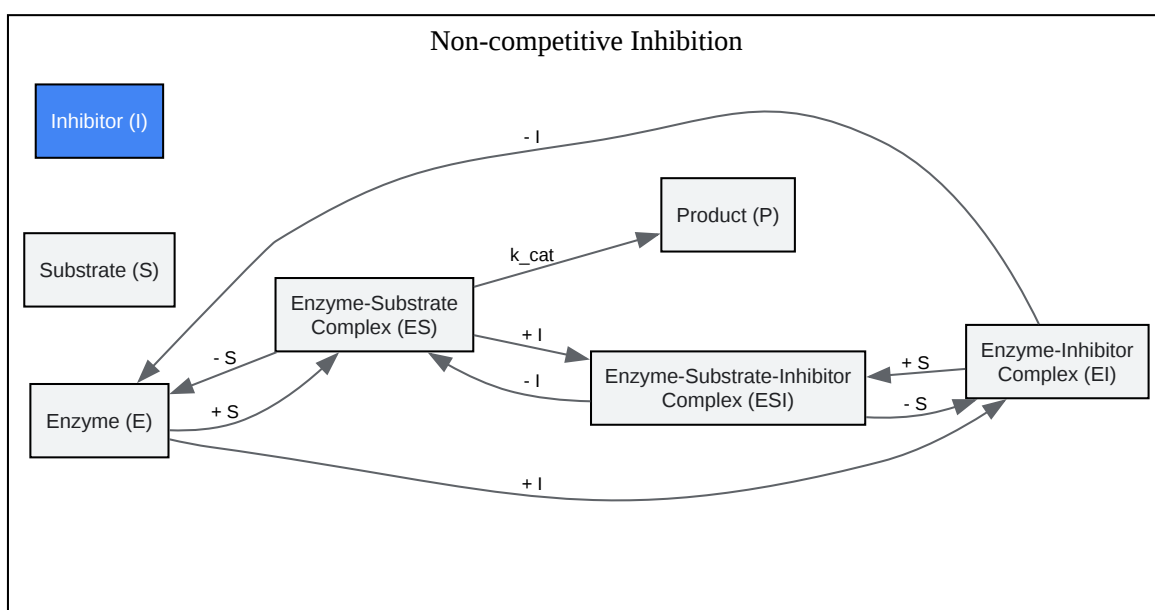 Non-competitive Inhibition
Inhibitor (I)
- I
Product (P)
Substrate (S)
k_cat
Enzyme-Substrate
Complex (ES)
+ I
- S
Enzyme-Inhibitor
Complex (EI)
+ S
Enzyme-Substrate-Inhibitor
Complex (ESI)
- I
- S
Enzyme (E)
+ S
+ I